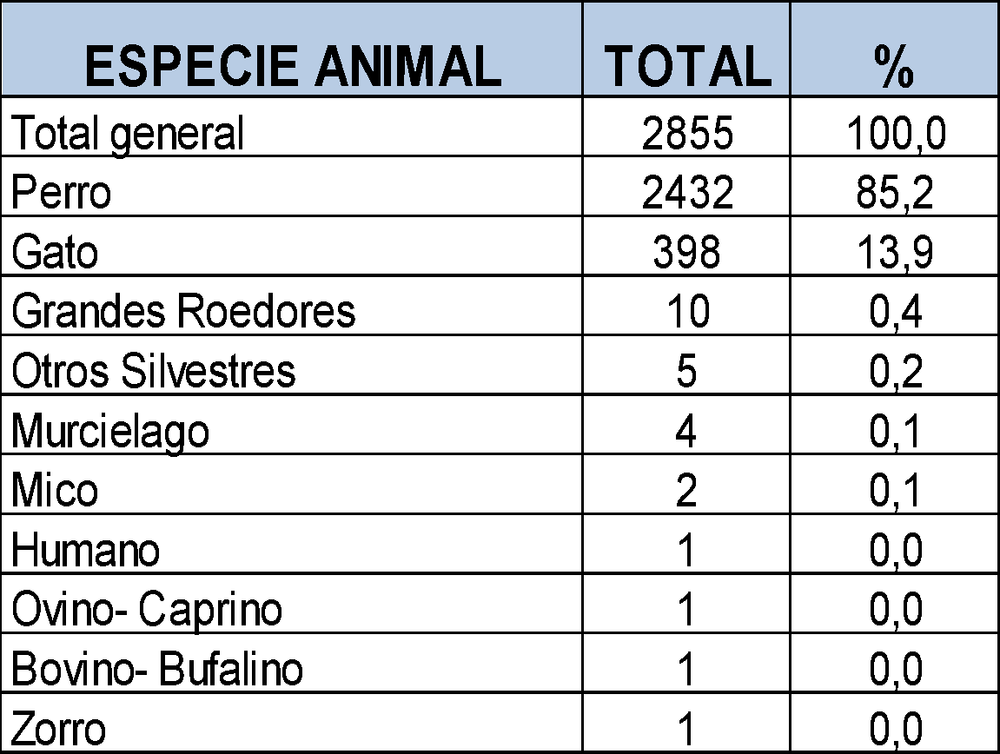 ESPECIE ANIMAL TOTAL %
Total general 2855 100,0
Perro 2432 85,2
Gato 398 13,9
Grandes Roedores 10 0,4
Otros Silvestres 5 0,2
Murcielago 4 0,1
Mico 2 0,1
Humano 1 0,0
Ovino- Caprino 1 0,0
Bovino- Bufalino 1 0,0
Zorro 1 0,0